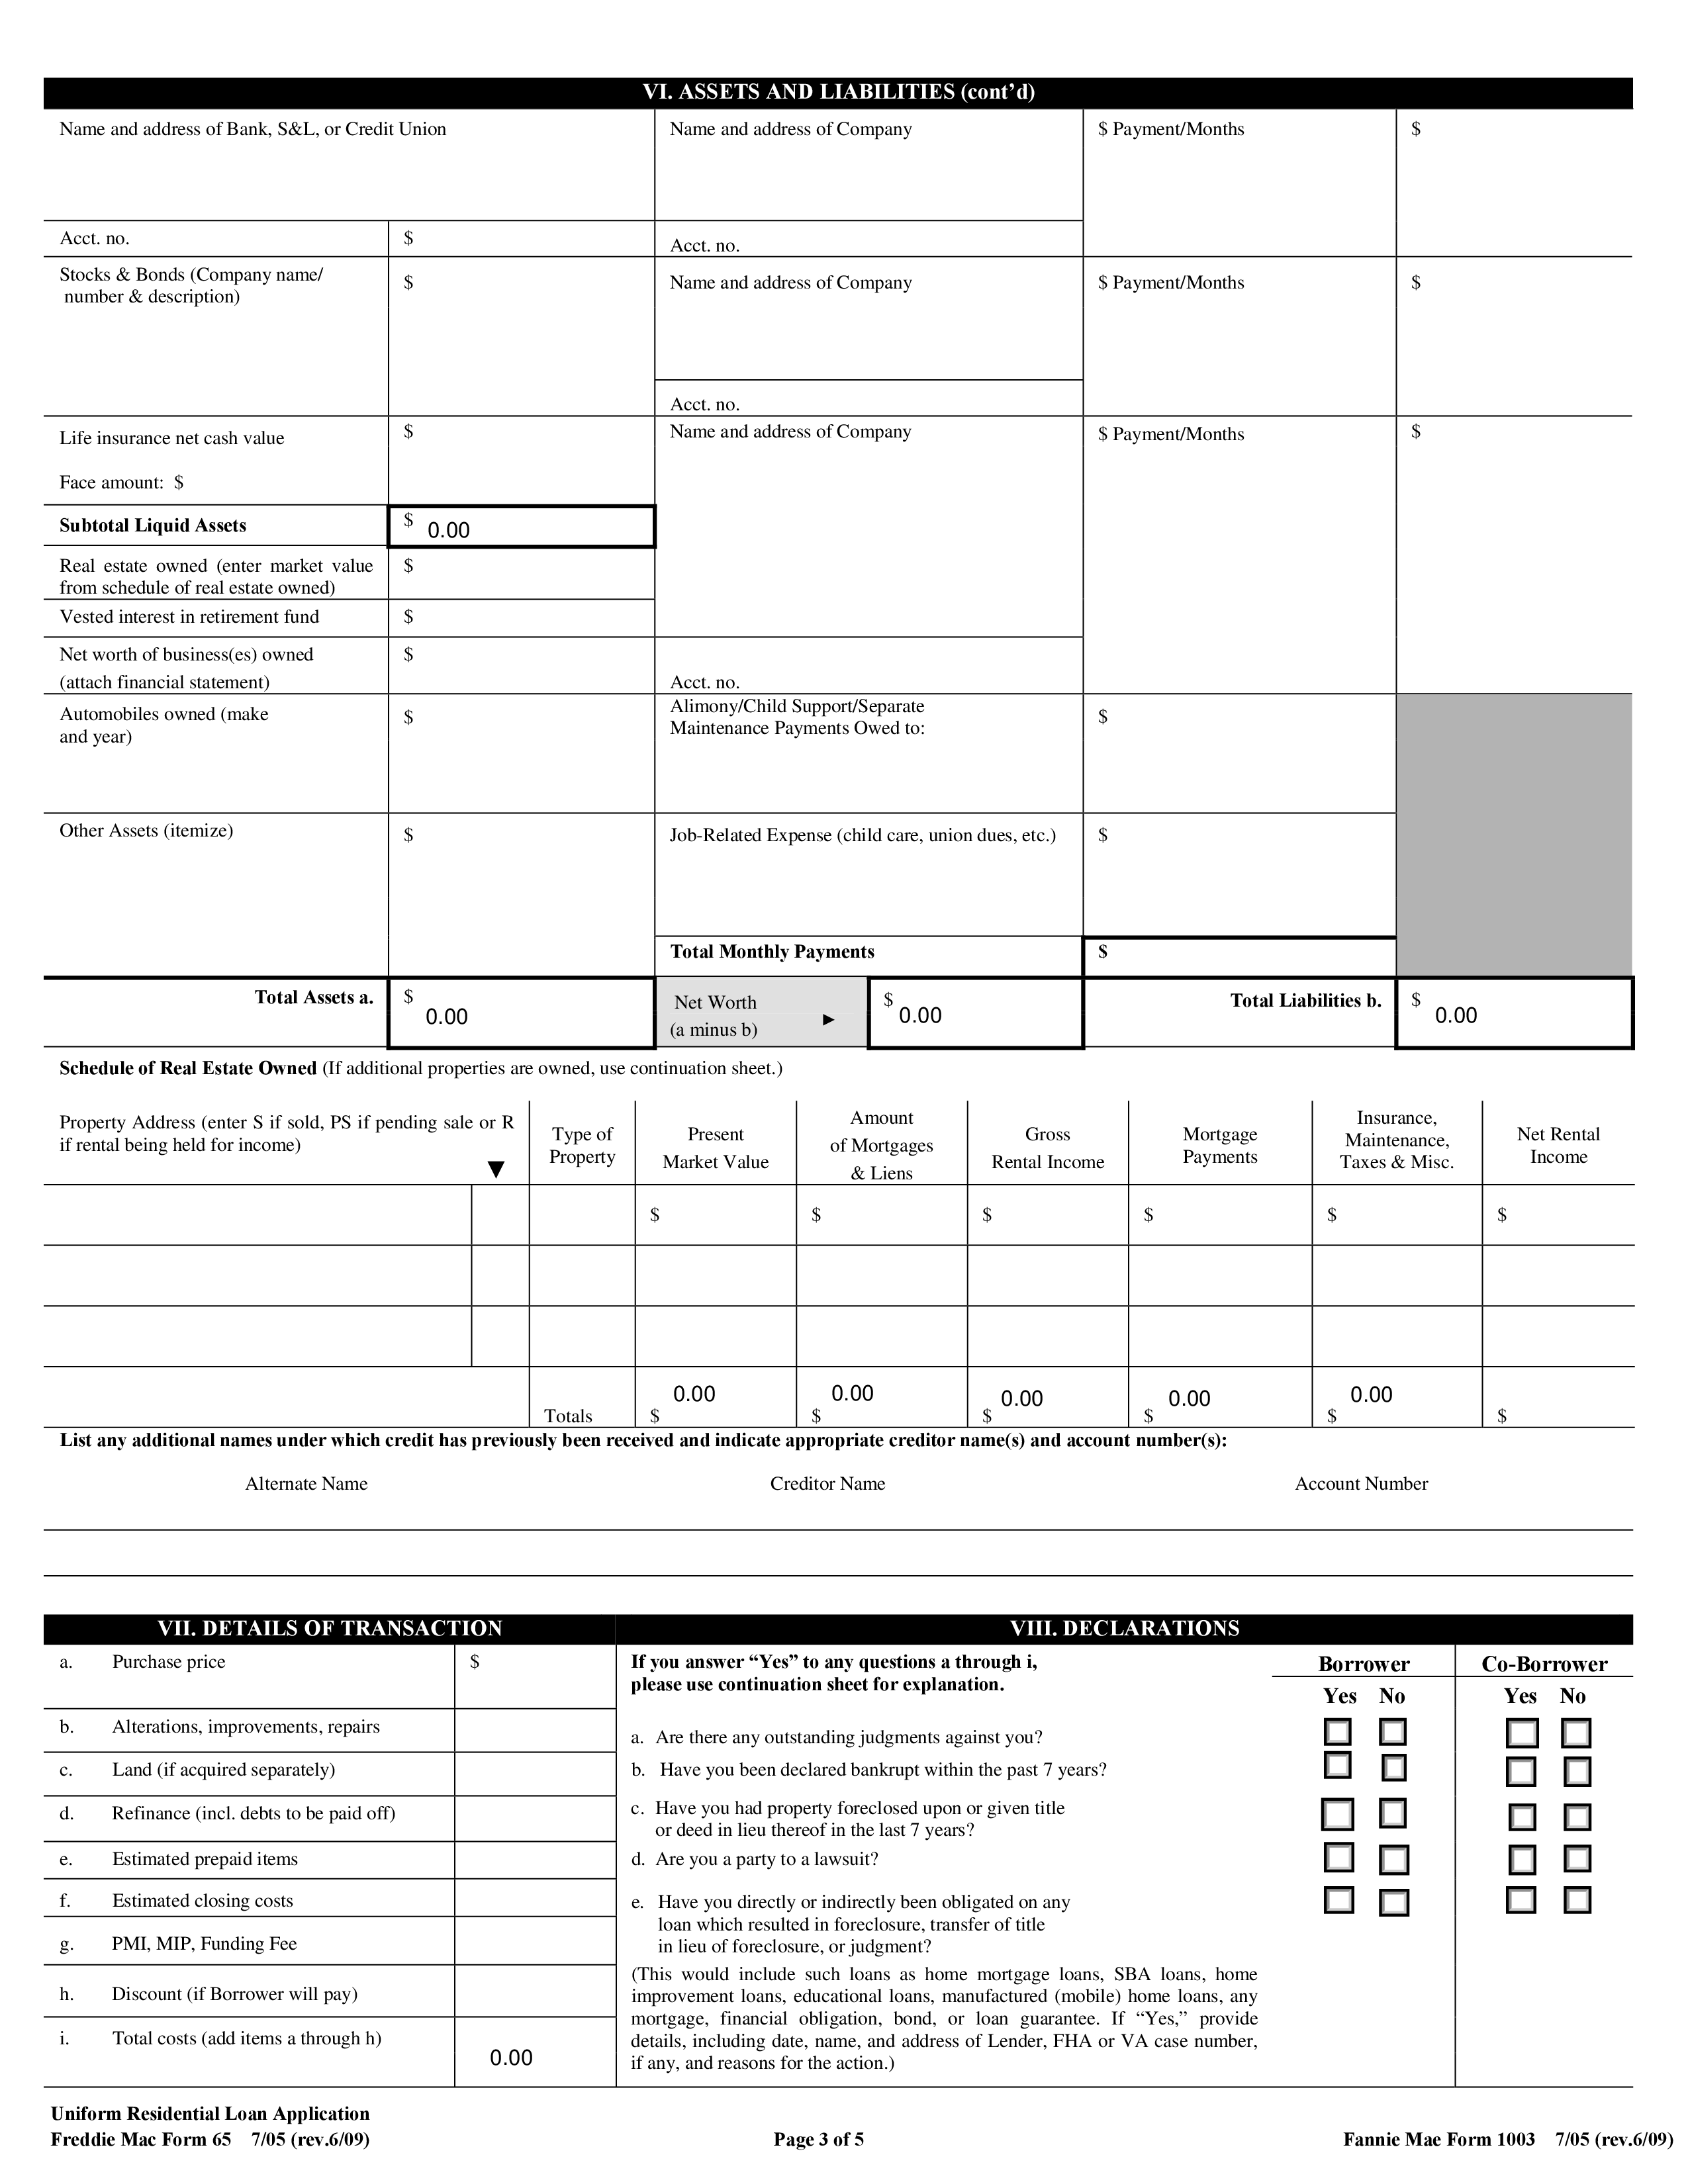 VI. ASSETS AND LIABILITIES (cont’d)
Name and address of Bank, S&L, or Credit Union
Name and address of Company
$ Payment/Months
$
Acct. no.
$
Acct. no.
Stocks & Bonds (Company name/
number & description)
$
Name and address of Company
$ Payment/Months
$
Acct. no.
Life insurance net cash value
$
Name and address of Company
$ Payment/Months
$
Face amount: $
Subtotal Liquid Assets
$ 0.00
Real estate owned (enter market value
from schedule of real estate owned)
$
Vested interest in retirement fund
$
Net worth of business(es) owned
(attach financial statement)
$
Acct. no.
Automobiles owned (make
and year)
$
Alimony/Child Support/Separate
Maintenance Payments Owed to:
$
Other Assets (itemize)
$
Job-Related Expense (child care, union dues, etc.)
$
Total Monthly Payments
$
Total Assets a.
$ 0.00
Net Worth
(a minus b) ►
$ 0.00
Total Liabilities b.
$ 0.00
Schedule of Real Estate Owned (If additional properties are owned, use continuation sheet.)
Property Address (enter S if sold, PS if pending sale or R
if rental being held for income)
▼
Type of
Property
Present
Market Value
Amount
of Mortgages
& Liens
Gross
Rental Income
Mortgage
Payments
Insurance,
Maintenance,
Taxes & Misc.
Net Rental
Income
$ $ $ $ $ $
Totals
$ 0.00
$ 0.00
$ 0.00
$ 0.00
$ 0.00
$
List any additional names under which credit has previously been received and indicate appropriate creditor name(s) and account number(s):
Alternate Name
Creditor Name
Account Number
VII. DETAILS OF TRANSACTION
a. Purchase price
$
b. Alterations, improvements, repairs
c. Land (if acquired separately)
d. Refinance (incl. debts to be paid off)
e. Estimated prepaid items
f. Estimated closing costs
g. PMI, MIP, Funding Fee
h. Discount (if Borrower will pay)
i. Total costs (add items a through h)
0.00
VIII. DECLARATIONS
If you answer “Yes” to any questions a through i,
please use continuation sheet for explanation.
Borrower
Co-Borrower
Yes No
Yes No
a. Are there any outstanding judgments against you?
b. Have you been declared bankrupt within the past 7 years?
c. Have you had property foreclosed upon or given title
or deed in lieu thereof in the last 7 years?
d. Are you a party to a lawsuit?
e. Have you directly or indirectly been obligated on any
loan which resulted in foreclosure, transfer of title
in lieu of foreclosure, or judgment?
(This would include such loans as home mortgage loans, SBA loans, home
improvement loans, educational loans, manufactured (mobile) home loans, any
mortgage, financial obligation, bond, or loan guarantee. If “Yes,” provide
details, including date, name, and address of Lender, FHA or VA case number,
if any, and reasons for the action.)
Uniform Residential Loan Application
Freddie Mac Form 65 7/05 (rev.6/09)
Page 3 of 5
Fannie Mae Form 1003 7/05 (rev.6/09)